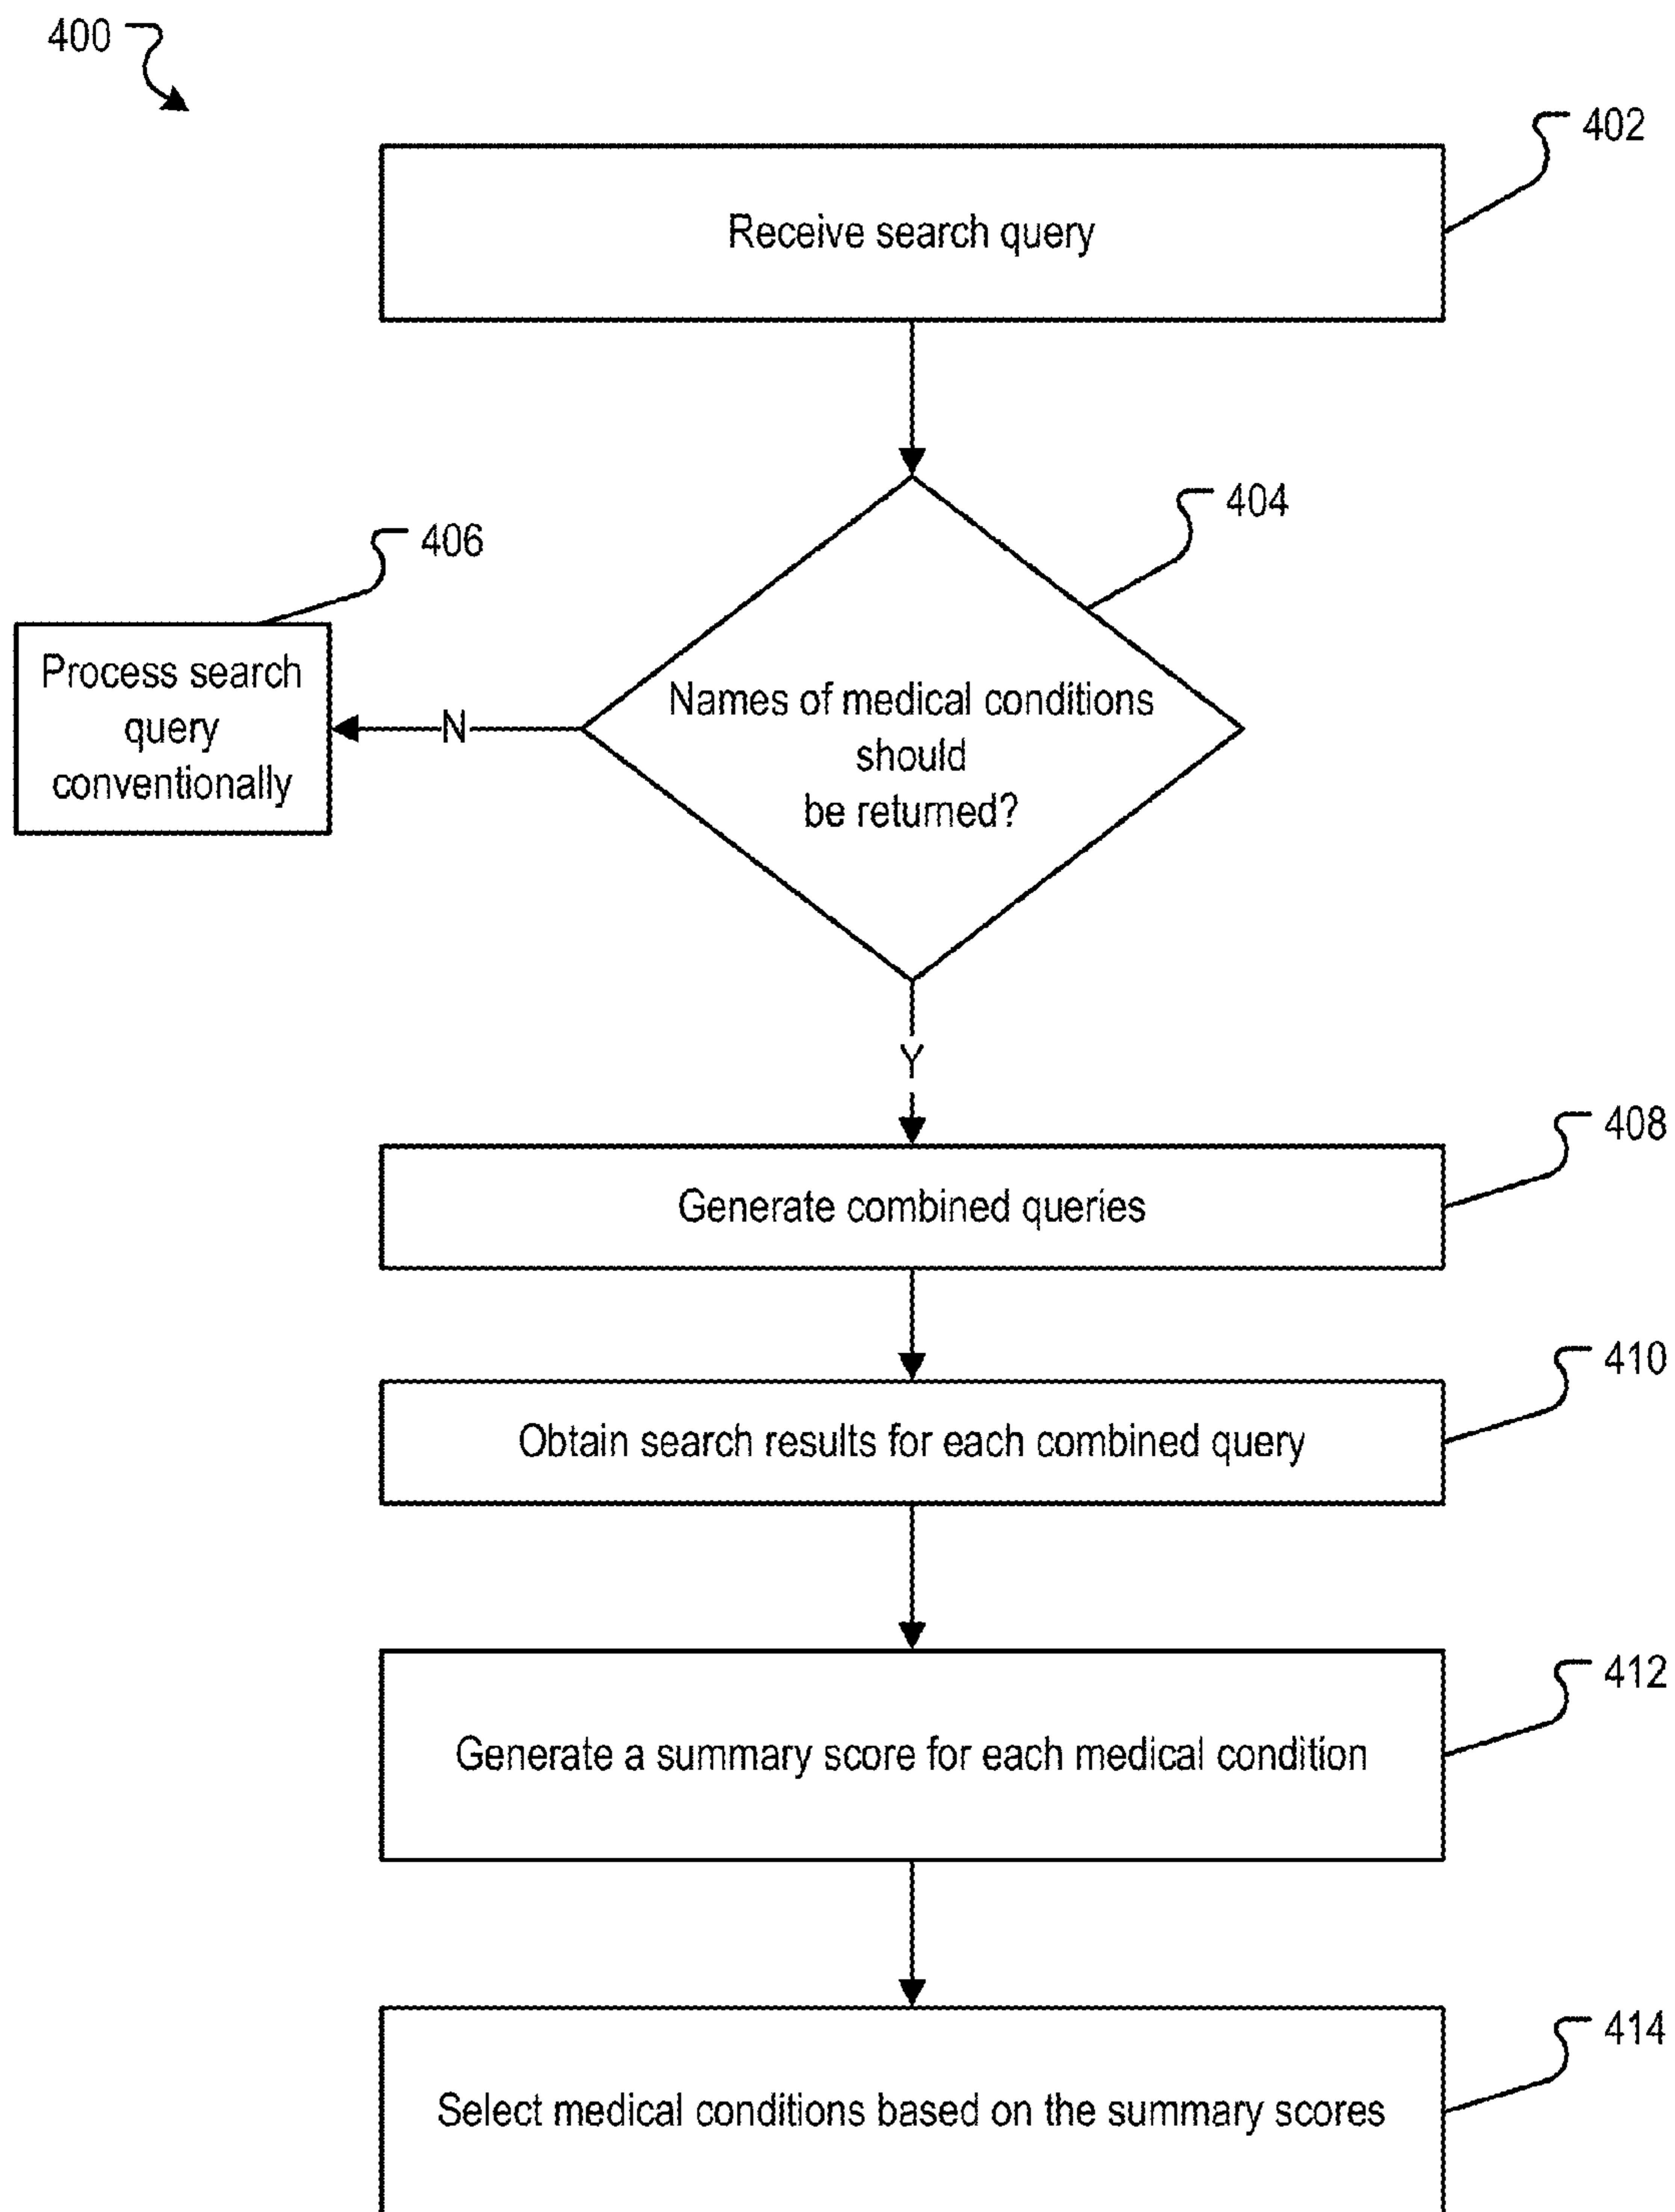 400
402
Receive search query
404
406
Process search
query
conventionally
N
Names of medical conditions
should
be returned?
Y
408
Generate combined queries
410
Obtain search results for each combined query
412
Generate a summary score for each medical condition
414
Select medical conditions based on the summary scores